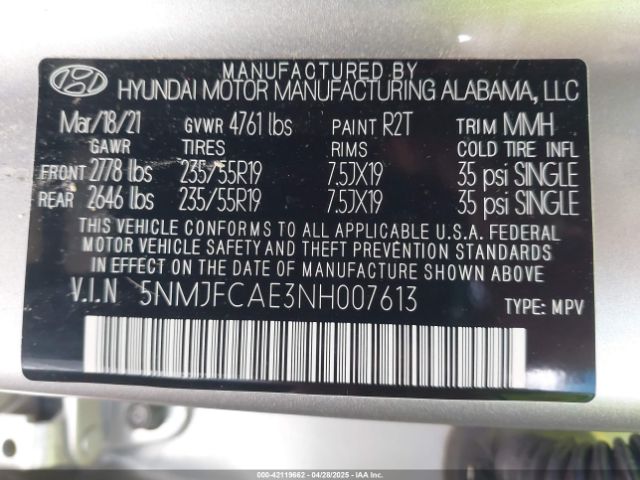 MANUFACTURED BY
HYUNDAI MOTOR MANUFACTURING ALABAMA, LLC
Mar/18/21 GVWR 4761 lbs PAINT R2T TRIM MMH
GAWR TIRES RIMS COLD TIRE INFL
FRONT 2778 lbs 235/55R19 7.5JX19 35 psi SINGLE
REAR 2646 lbs 235/55R19 7.5JX19 35 psi SINGLE
THIS VEHICLE CONFORMS TO ALL APPLICABLE U.S.A. FEDERAL
MOTOR VEHICLE SAFETY AND THEFT PREVENTION STANDARDS
IN EFFECT ON THE DATE OF MANUFACTURE SHOWN ABOVE.
V.I.N 5NMJFCAE3NH007613
TYPE: MPV
000-42119662 | 04/28/2025 | IAAI.COM